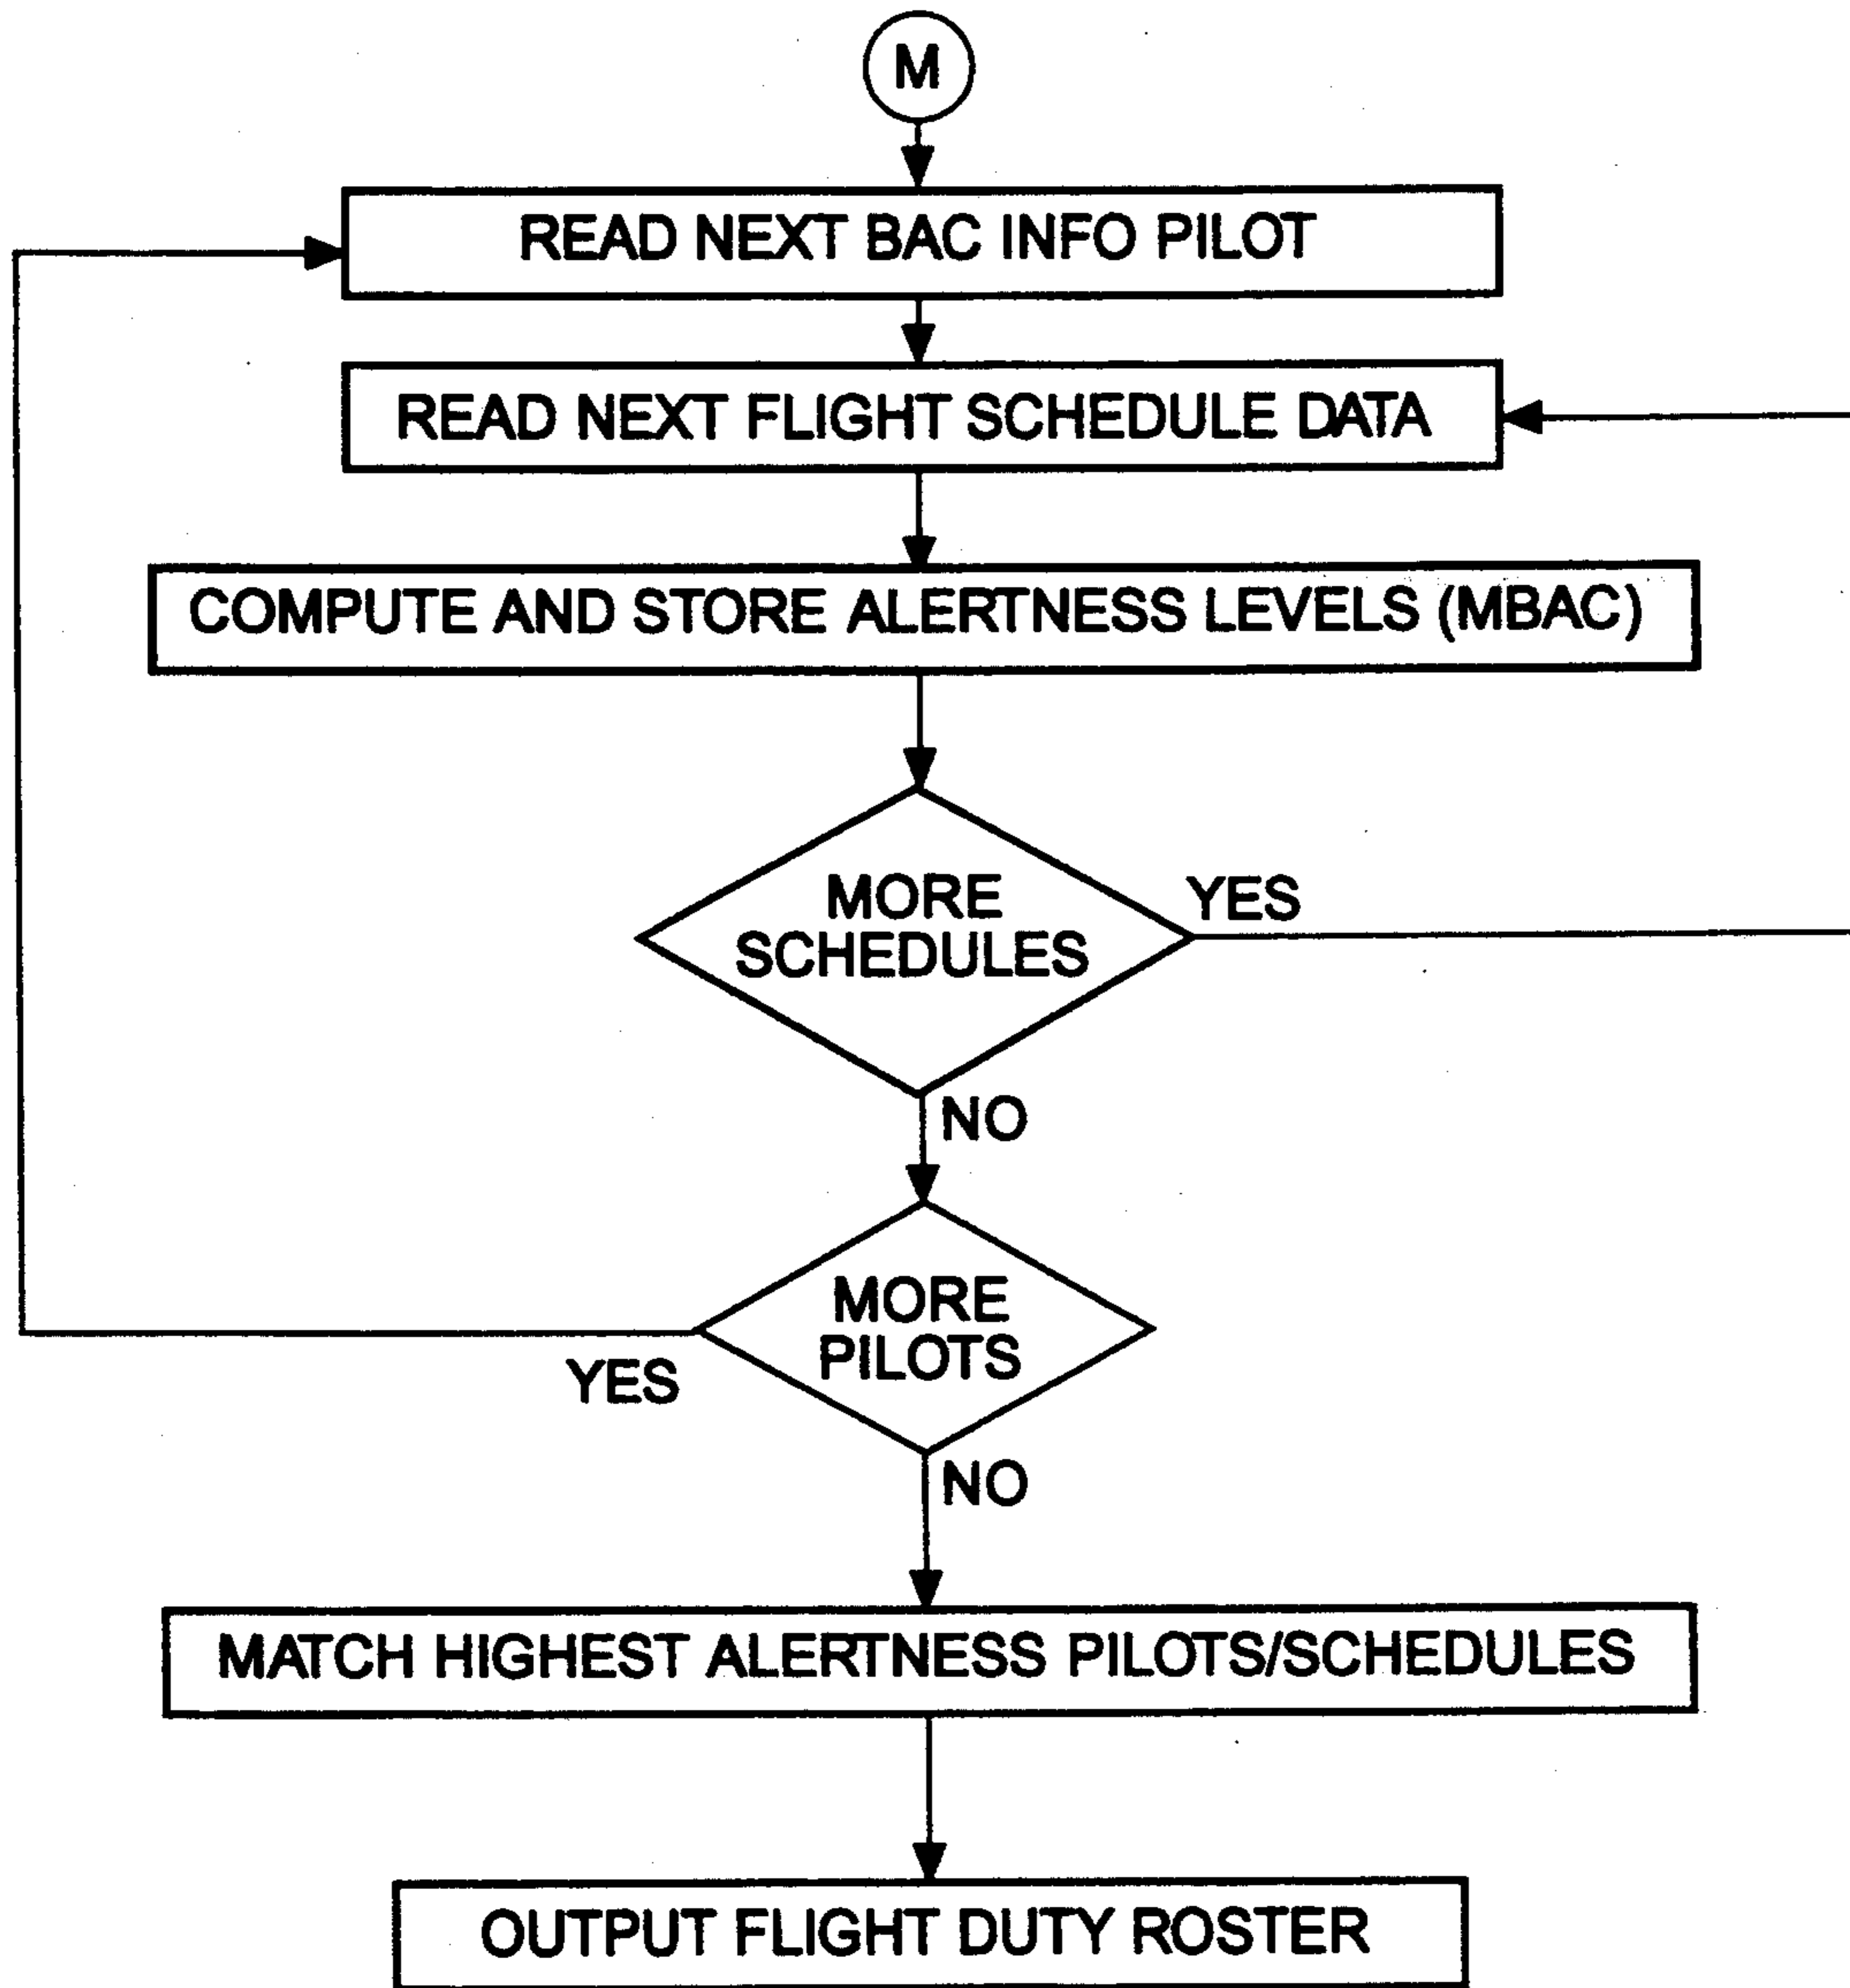 M
READ NEXT BAC INFO PILOT
READ NEXT FLIGHT SCHEDULE DATA
COMPUTE AND STORE ALERTNESS LEVELS (MBAC)
MORE
SCHEDULES
YES
NO
MORE
PILOTS
YES
NO
MATCH HIGHEST ALERTNESS PILOTS/SCHEDULES
OUTPUT FLIGHT DUTY ROSTER